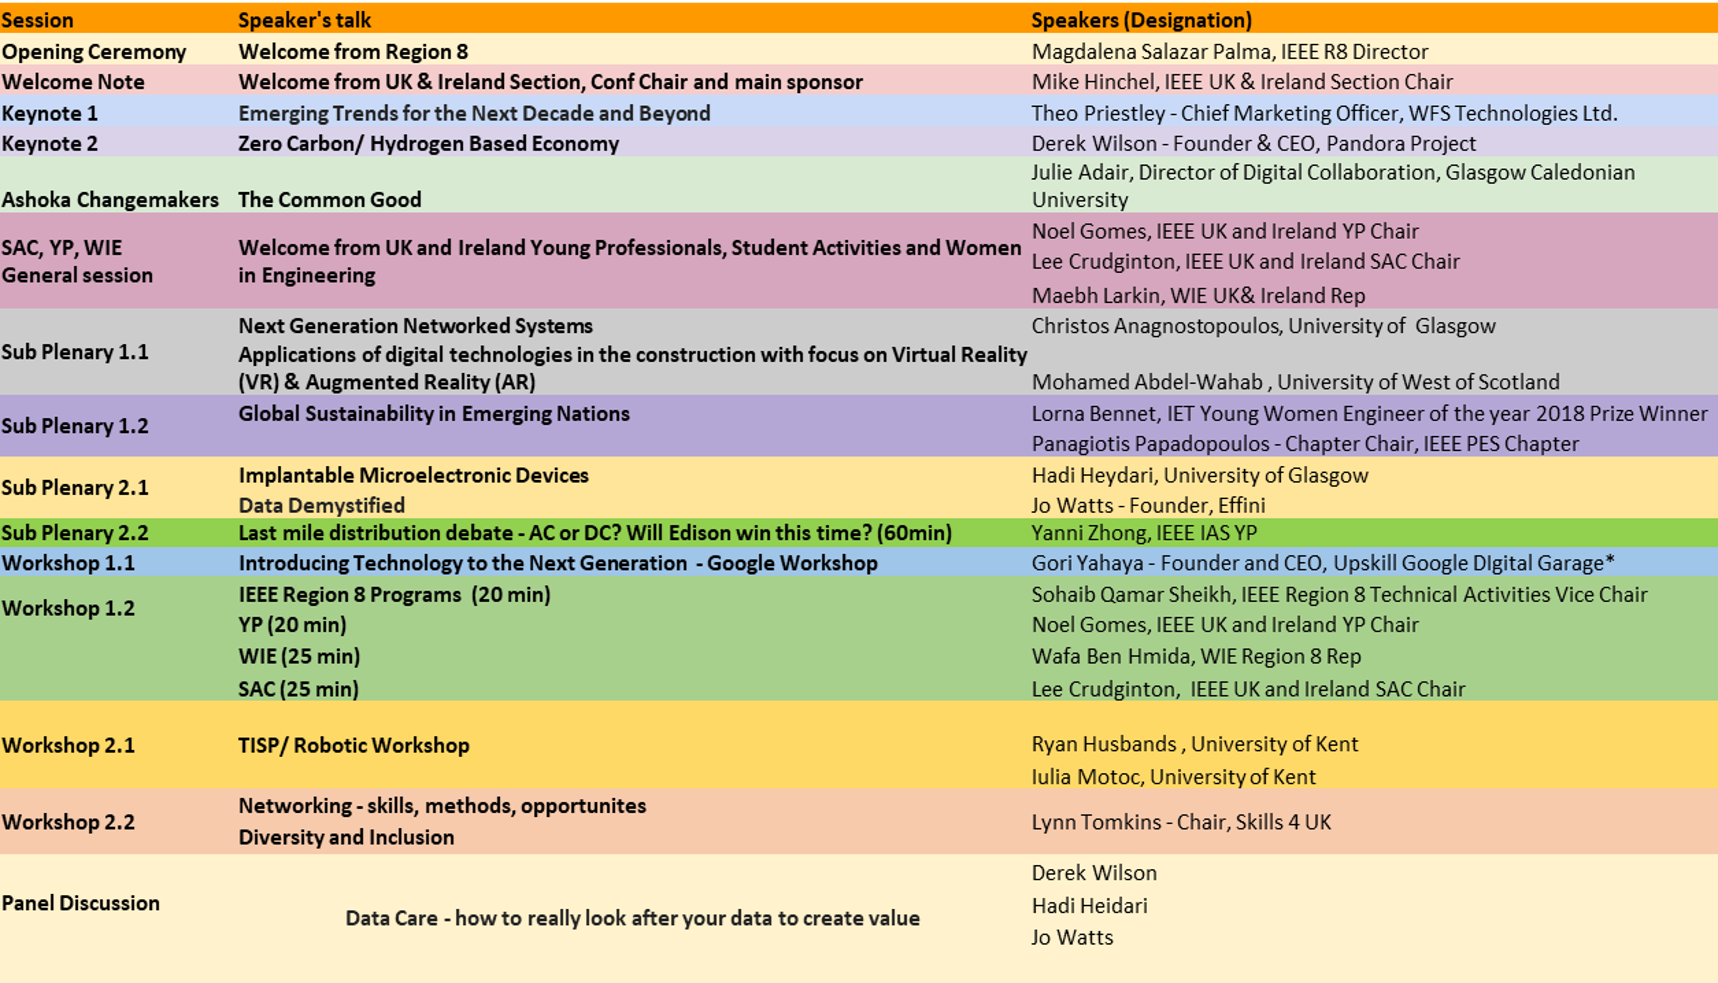 Session Speaker's talk Speakers (Designation)
Opening Ceremony Welcome from Region 8 Magdalena Salazar Palma, IEEE R8 Director
Welcome Note Welcome from UK & Ireland Section, Conf Chair and main sponsor Mike Hinchel, IEEE UK & Ireland Section Chair
Keynote 1 Emerging Trends for the Next Decade and Beyond Theo Priestley - Chief Marketing Officer, WFS Technologies Ltd.
Keynote 2 Zero Carbon/ Hydrogen Based Economy Derek Wilson - Founder & CEO, Pandora Project
Julie Adair, Director of Digital Collaboration, Glasgow Caledonian
Ashoka Changemakers The Common Good University
Noel Gomes, IEEE UK and Ireland YP Chair
SAC, YP, WIE Welcome from UK and Ireland Young Professionals, Student Activities and Women
Lee Crudginton, IEEE UK and Ireland SAC Chair
General session in Engineering
Maebh Larkin, WIE UK& Ireland Rep
Next Generation Networked Systems Christos Anagnostopoulos, University of Glasgow
Sub Plenary 1.1 Applications of digital technologies in the construction with focus on Virtual Reality
(VR) & Augmented Reality (AR) Mohamed Abdel-Wahab , University of West of Scotland
Global Sustainability in Emerging Nations Lorna Bennet, IET Young Women Engineer of the year 2018 Prize Winner
Sub Plenary 1.2
Panagiotis Papadopoulos - Chapter Chair, IEEE PES Chapter
Implantable Microelectronic Devices Hadi Heydari, University of Glasgow
Sub Plenary 2.1
Data Demystified Jo Watts - Founder, Effini
Sub Plenary 2.2 Last mile distribution debate - AC or DC? Will Edison win this time? (60min) Yanni Zhong, IEEE IAS YP
Workshop 1.1 Introducing Technology to the Next Generation - Google Workshop Gori Yahaya - Founder and CEO, Upskill Google DIgital Garage*
IEEE Region 8 Programs (20 min) Sohaib Qamar Sheikh, IEEE Region 8 Technical Activities Vice Chair
Workshop 1.2
YP (20 min) Noel Gomes, IEEE UK and Ireland YP Chair
WIE (25 min) Wafa Ben Hmida, WIE Region 8 Rep
SAC (25 min) Lee Crudginton, IEEE UK and Ireland SAC Chair
Workshop 2.1 TISP/ Robotic Workshop Ryan Husbands , University of Kent
Iulia Motoc, University of Kent
Networking - skills, methods, opportunites
Workshop 2.2 Lynn Tomkins - Chair, Skills 4 UK
Diversity and Inclusion
Derek Wilson
Panel Discussion Hadi Heidari
Data Care - how to really look after your data to create value
Jo Watts